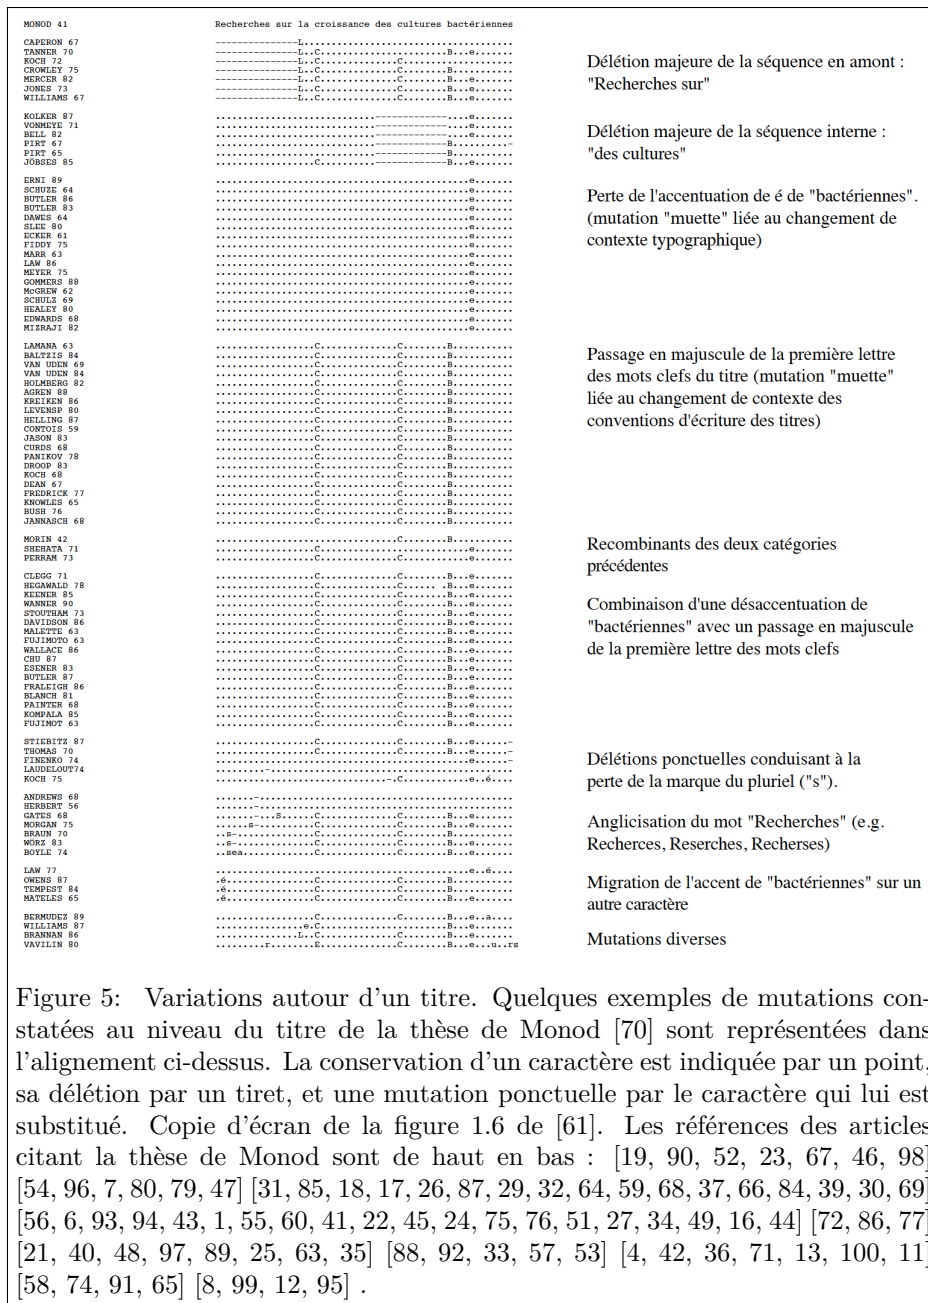 MONOD 41 Recherches sur la croissance des cultures bactériennes
CAPERON 67 ---------------L......................................
TANNER 70 ---------------L..C.......................B...e.......
KOCH 72 ---------------L..C..............C....................
CROWLEY 75 ---------------L..C..............C........B...........
MERCER 82 ---------------L..C..............C........B...e.......
JONES 73 ---------------L..C..............C........B...e.......
WILLIAMS 67 ---------------L..C..............C........B...e.......
Délétion majeure de la séquence en amont :
"Recherches sur"
KOLKER 87 .............................-------------....e.......
VONMEYE 71 .............................-------------....e.......
BELL 82 .............................-------------....e.......
PIRT 67 .............................-------------B..........-
PIRT 65 .............................-------------B...........
JÖBSES 85 ..................C..........-------------B...e.......
Délétion majeure de la séquence interne :
"des cultures"
ERNI 89 ..............................................e.......
SCHUZE 64 ..............................................e.......
BUTLER 86 ..............................................e.......
BUTLER 83 ..............................................e.......
DAWES 64 ..............................................e.......
SLEE 80 ..............................................e.......
ECKER 61 ..............................................e.......
FIDDY 75 ..............................................e.......
MARR 63 ..............................................e.......
LAW 86 ..............................................e.......
MEYER 75 ..............................................e.......
GOMMERS 88 ..............................................e.......
McGREW 62 ..............................................e.......
SCHULZ 69 ..............................................e.......
HEALEY 80 ..............................................e.......
EDWARDS 68 ..............................................e.......
MIZRAJI 82 ..............................................e.......
Perte de l'accentuation de é de "bactériennes".
(mutation "muette" liée au changement de
contexte typographique)
LAMANA 63 ..................C..............C........B...........
BALTZIS 84 ..................C..............C........B...........
VAN UDEN 69 ..................C..............C........B...........
VAN UDEN 84 ..................C..............C........B...........
HOLMBERG 82 ..................C..............C........B...........
AGREN 88 ..................C..............C........B...........
KREIKEN 86 ..................C..............C........B...........
LEVENSP 80 ..................C..............C........B...........
HELLING 87 ..................C..............C........B...........
CONTOIS 59 ..................C..............C........B...........
JASON 83 ..................C..............C........B...........
CURDS 68 ..................C..............C........B...........
PANIKOV 78 ..................C..............C........B...........
DROOP 83 ..................C..............C........B...........
KOCH 68 ..................C..............C........B...........
DEAN 67 ..................C..............C........B...........
FREDRICK 77 ..................C..............C........B...........
KNOWLES 65 ..................C..............C........B...........
BUSH 76 ..................C..............C........B...........
JANNASCH 68 ..................C..............C........B...........
Passage en majuscule de la première lettre
des mots clefs du titre (mutation "muette"
liée au changement de contexte des
conventions d'écriture des titres)
MORIN 42 .................................C........B...........
SHEHATA 71 ..................C...........................e.......
PERRAM 73 ..................C..............C........B...e.......
Recombinants des deux catégories
précédentes
CLEGG 71 ..................C..............C........B...e.......
HEGAWALD 78 ..................C..............C...... .B...e.......
KEENER 85 ..................C..............C........B...e.......
WANNER 90 ..................C..............C........B...e.......
STOUTHAM 73 ..................C..............C........B...e.......
DAVIDSON 86 ..................C..............C........B...e.......
MALETTE 63 ..................C..............C........B...e.......
FUJIMOTO 63 ..................C..............C........B...e.......
WALLACE 86 ..................C..............C........B...e.......
CHU 87 ..................C..............C........B...e.......
ESENER 83 ..................C..............C........B...e.......
BUTLER 87 ..................C..............C........B...e.......
FRALEIGH 86 ..................C..............C........B...e.......
BLANCH 81 ..................C..............C........B...e.......
PAINTER 68 ..................C..............C........B...e.......
KOMPALA 85 ..................C..............C........B...e.......
FUJIMOT 63 ..................C..............C........B...e.......
Combinaison d'une désaccentuation de
"bactériennes" avec un passage en majuscule
de la première lettre des mots clefs
STIEBITZ 87 ..............................................e......-
THOMAS 70 ..................C..............C........B...e......-
FINENKO 74 ..............................................e......-
LAUDELOUT74 .........-............................................
KOCH 75 ...............................-.C............e..é....
Délétions ponctuelles conduisant à la
perte de la marque du pluriel ("s").
ANDREWS 68 .......-..............................................
HERBERT 56 .......-..............................................
GATES 68 .......-...S.....C..............C........B...........
MORGAN 75 ......s-..........C..............C........B...........
BRAUN 70 ..s-..............C..............C........B...........
WÖRZ 83 ..s-..............C..............C........B...e.......
BOYLE 74 ..sea.............C..............C........B...e.......
Anglicisation du mot "Recherches" (e.g.
Recherces, Reserches, Recherses)
LAW 77 ..............................................e..é....
OWENS 87 .é................C..............C........B...........
TEMPEST 84 .é................C..............C........B...........
MATELES 65 .é................C..............C........B...........
Migration de l'accent de "bactériennes" sur un
autre caractère
BERMUDEZ 89 ..................C..............C........B...e..a....
WILLIAMS 87 ................e.C..............C........B...e.......
BRANNAN 86 ...............L..C..............C........B...e.......
VAVILIN 80 .........r........E..............C........B...e...u..rs
Mutations diverses
Figure 5: Variations autour d'un titre. Quelques exemples de mutations con-
statées au niveau du titre de la thèse de Monod [70] sont représentées dans
l'alignement ci-dessus. La conservation d'un caractère est indiquée par un point,
sa délétion par un tiret, et une mutation ponctuelle par le caractère qui lui est
substitué. Copie d'écran de la figure 1.6 de [61]. Les références des articles
citant la thèse de Monod sont de haut en bas : [19, 90, 52, 23, 67, 46, 98]
[54, 96, 7, 80, 79, 47] [31, 85, 18, 17, 26, 87, 29, 32, 64, 59, 68, 37, 66, 84, 39, 30, 69]
[56, 6, 93, 94, 43, 1, 55, 60, 41, 22, 45, 24, 75, 76, 51, 27, 34, 49, 16, 44] [72, 86, 77]
[21, 40, 48, 97, 89, 25, 63, 35] [88, 92, 33, 57, 53] [4, 42, 36, 71, 13, 100, 11]
[58, 74, 91, 65] [8, 99, 12, 95] .